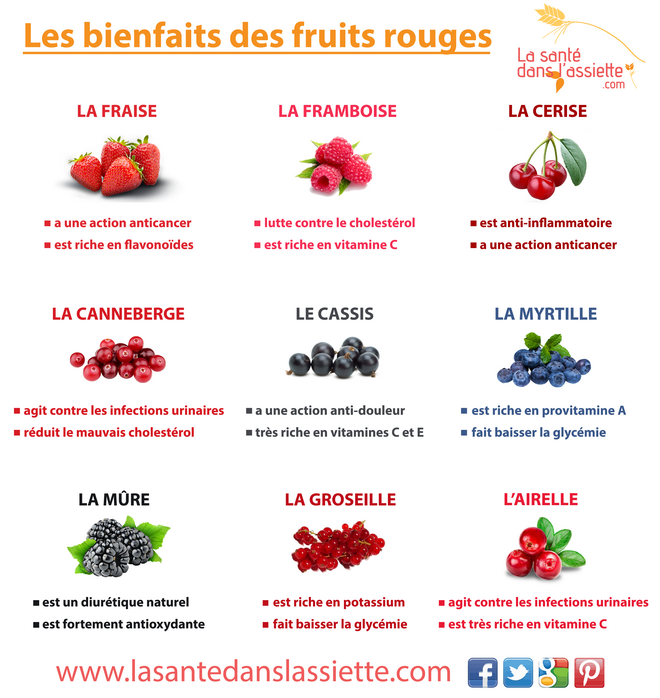 Les bienfaits des fruits rouges
La santé
dans l'assiette
.com
LA FRAISE
■ a une action anticancer
■ est riche en flavonoïdes
LA FRAMBOISE
■ lutte contre le cholestérol
■ est riche en vitamine C
LA CERISE
■ est anti-inflammatoire
■ a une action anticancer
LA CANNEBERGE
■ agit contre les infections urinaires
■ réduit le mauvais cholestérol
LE CASSIS
■ a une action anti-douleur
■ très riche en vitamines C et E
LA MYRTILLE
■ est riche en provitamine A
■ fait baisser la glycémie
LA MÛRE
■ est un diurétique naturel
■ est fortement antioxydante
LA GROSEILLE
■ est riche en potassium
■ fait baisser la glycémie
L'AIRELLE
■ agit contre les infections urinaires
■ est très riche en vitamine C
www.lasantedanslassiette.com